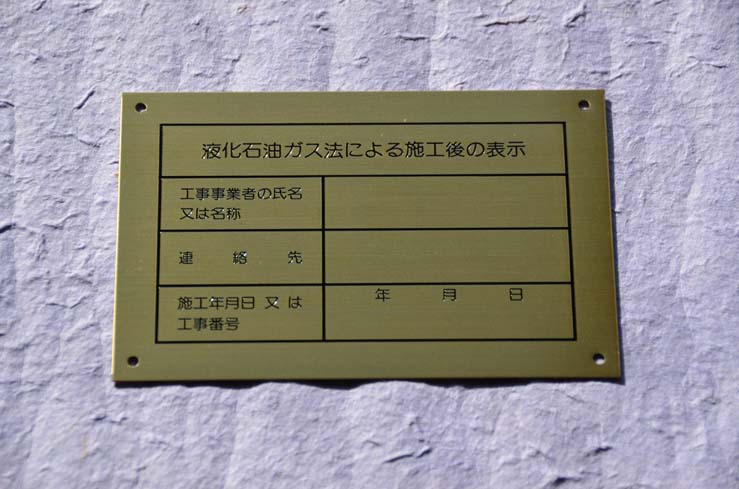 液化石油ガス法による施工後の表示
工事事業者の氏名
又は名称
連絡先
施工年月日 又は
工事番号
年 月 日